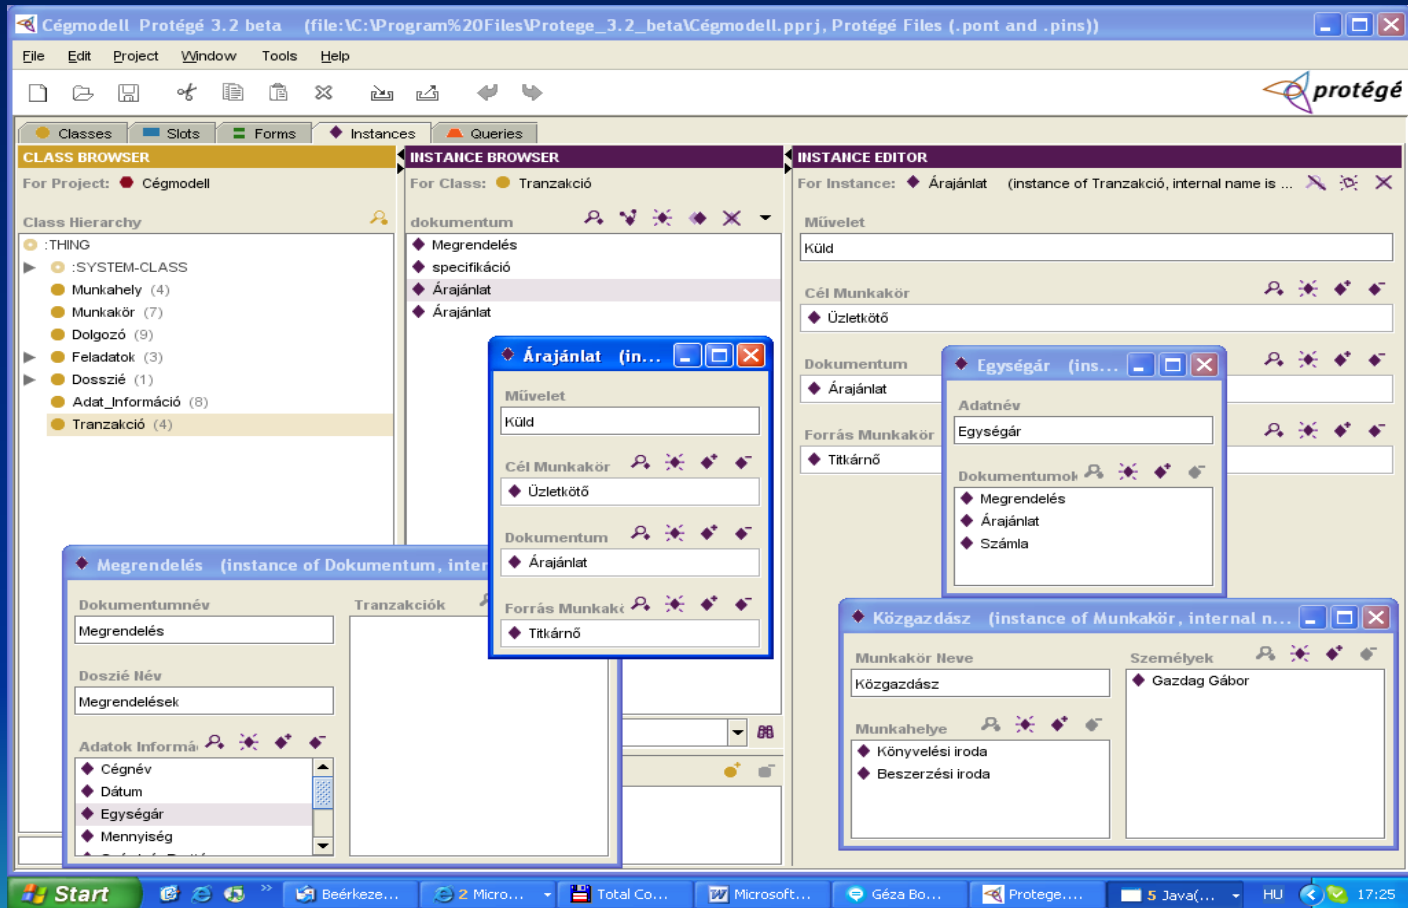 Cégmodell Protégé 3.2 beta (file:\C:\Program%20Files\Protege_3.2_beta\Cégmodell.pprj, Protégé Files (.pont and .pins))
File Edit Project Window Tools Help
protégé
Classes Slots Forms Instances Queries
CLASS BROWSER
For Project: Cégmodell
Class Hierarchy
:THING
:SYSTEM-CLASS
Munkahely (4)
Munkakör (7)
Dolgozó (9)
Feladatok (3)
Dosszié (1)
Adat_Információ (8)
Tranzakció (4)
INSTANCE BROWSER
For Class: Tranzakció
dokumentum
Megrendelés
specifikáció
Árajánlat
Árajánlat
INSTANCE EDITOR
For Instance: Árajánlat (instance of Tranzakció, internal name is ...
Művelet
Küld
Cél Munkakör
Üzletkötő
Dokumentum
Árajánlat
Forrás Munkakör
Titkárnő
Árajánlat (in...
Művelet
Küld
Cél Munkakör
Üzletkötő
Dokumentum
Árajánlat
Forrás Munkakö
Titkárnő
Egységár (ins...
Adatnév
Egységár
Dokumentumok
Megrendelés
Árajánlat
Számla
Megrendelés (instance of Dokumentum, inter
Dokumentumnév
Megrendelés
Doszié Név
Megrendelések
Adatok Informá
Cégnév
Dátum
Egységár
Mennyiség
Tranzakciók
Közgazdász (instance of Munkakör, internal n...
Munkakör Neve
Közgazdász
Munkahelye
Könyvelési iroda
Beszerzési iroda
Személyek
Gazdag Gábor
Start
Beérkeze...
2 Micro...
Total Co...
Microsoft...
Géza Bo...
Protege....
5 Java(...
HU
17:25